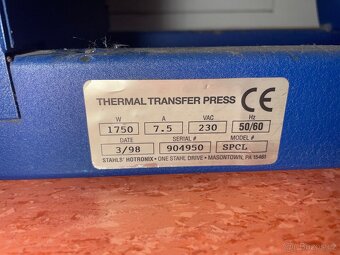 THERMAL TRANSFER PRESS CE
W A VAC Hz
1750 7.5 230 50/60
DATE SERIAL # MODEL #
3/98 904950 SPCL
STAHLS' HOTRONIX • ONE STAHL DRIVE • MASONTOWN, PA 15461